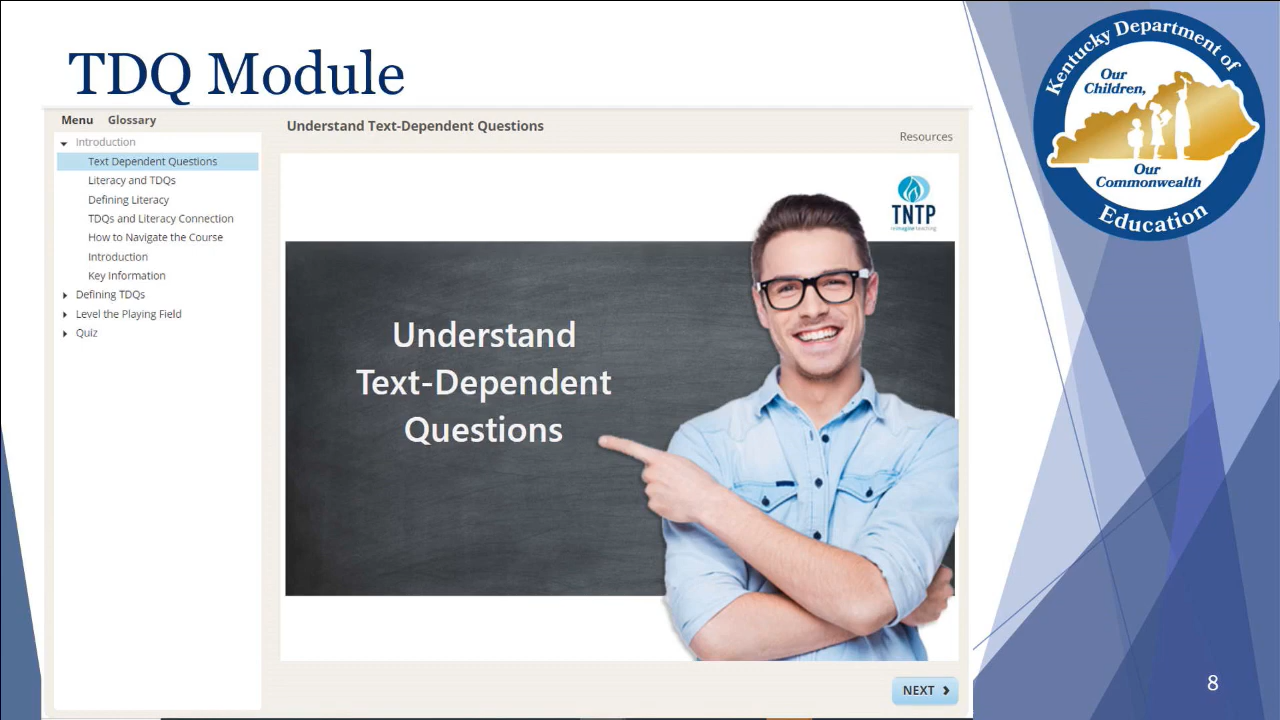 TDQ Module
Menu Glossary
Introduction
Text Dependent Questions
Literacy and TDQs
Defining Literacy
TDQs and Literacy Connection
How to Navigate the Course
Introduction
Key Information
Defining TDQs
Level the Playing Field
Quiz
Understand Text-Dependent Questions
Resources
TNTP
reimagine teaching
Understand
Text-Dependent
Questions
NEXT
Kentucky Department of
Our
Children,
Our
Commonwealth
Education
8